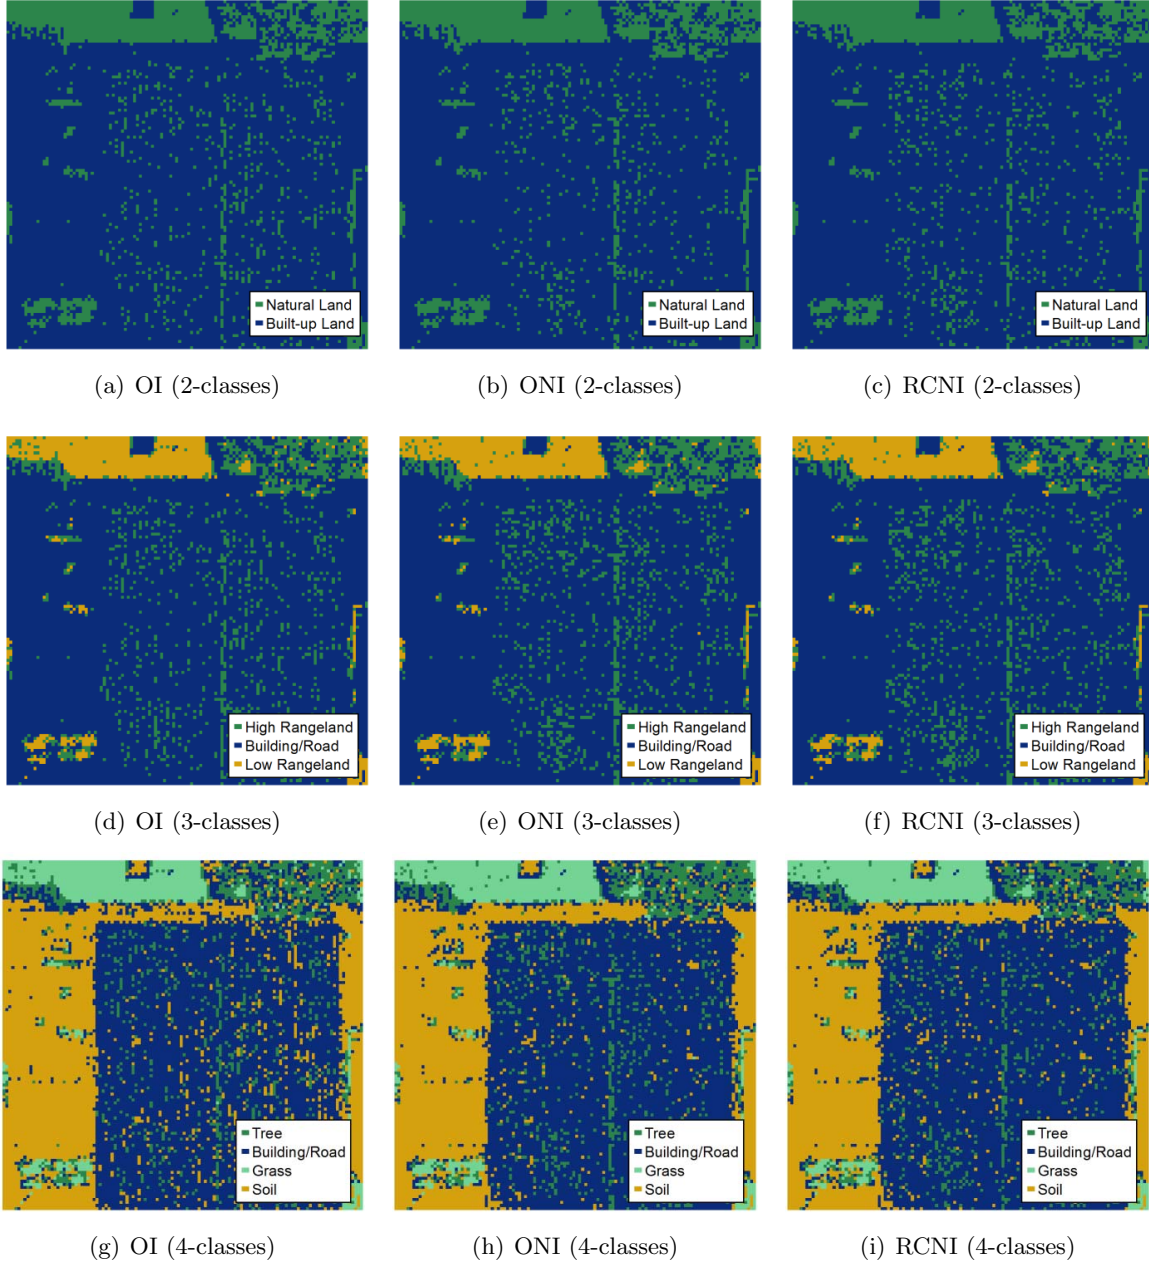 Natural Land
Built-up Land
Natural Land
Built-up Land
Natural Land
Built-up Land
(a) OI (2-classes)
(b) ONI (2-classes)
(c) RCNI (2-classes)
High Rangeland
Building/Road
Low Rangeland
High Rangeland
Building/Road
Low Rangeland
High Rangeland
Building/Road
Low Rangeland
(d) OI (3-classes)
(e) ONI (3-classes)
(f) RCNI (3-classes)
Tree
Building/Road
Grass
Soil
Tree
Building/Road
Grass
Soil
Tree
Building/Road
Grass
Soil
(g) OI (4-classes)
(h) ONI (4-classes)
(i) RCNI (4-classes)